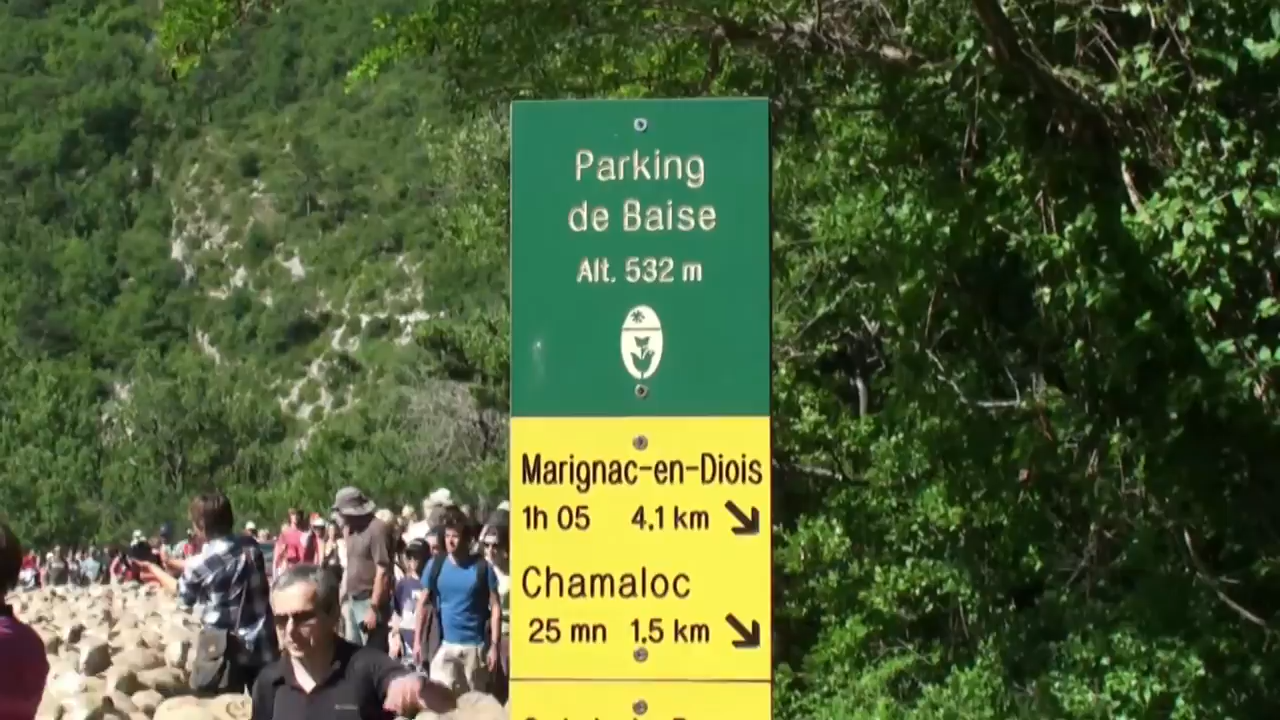 Parking
de Baise
Alt. 532 m
Marignac-en-Diois
1h 05 4.1 km
Chamaloc
25 mn 1.5 km